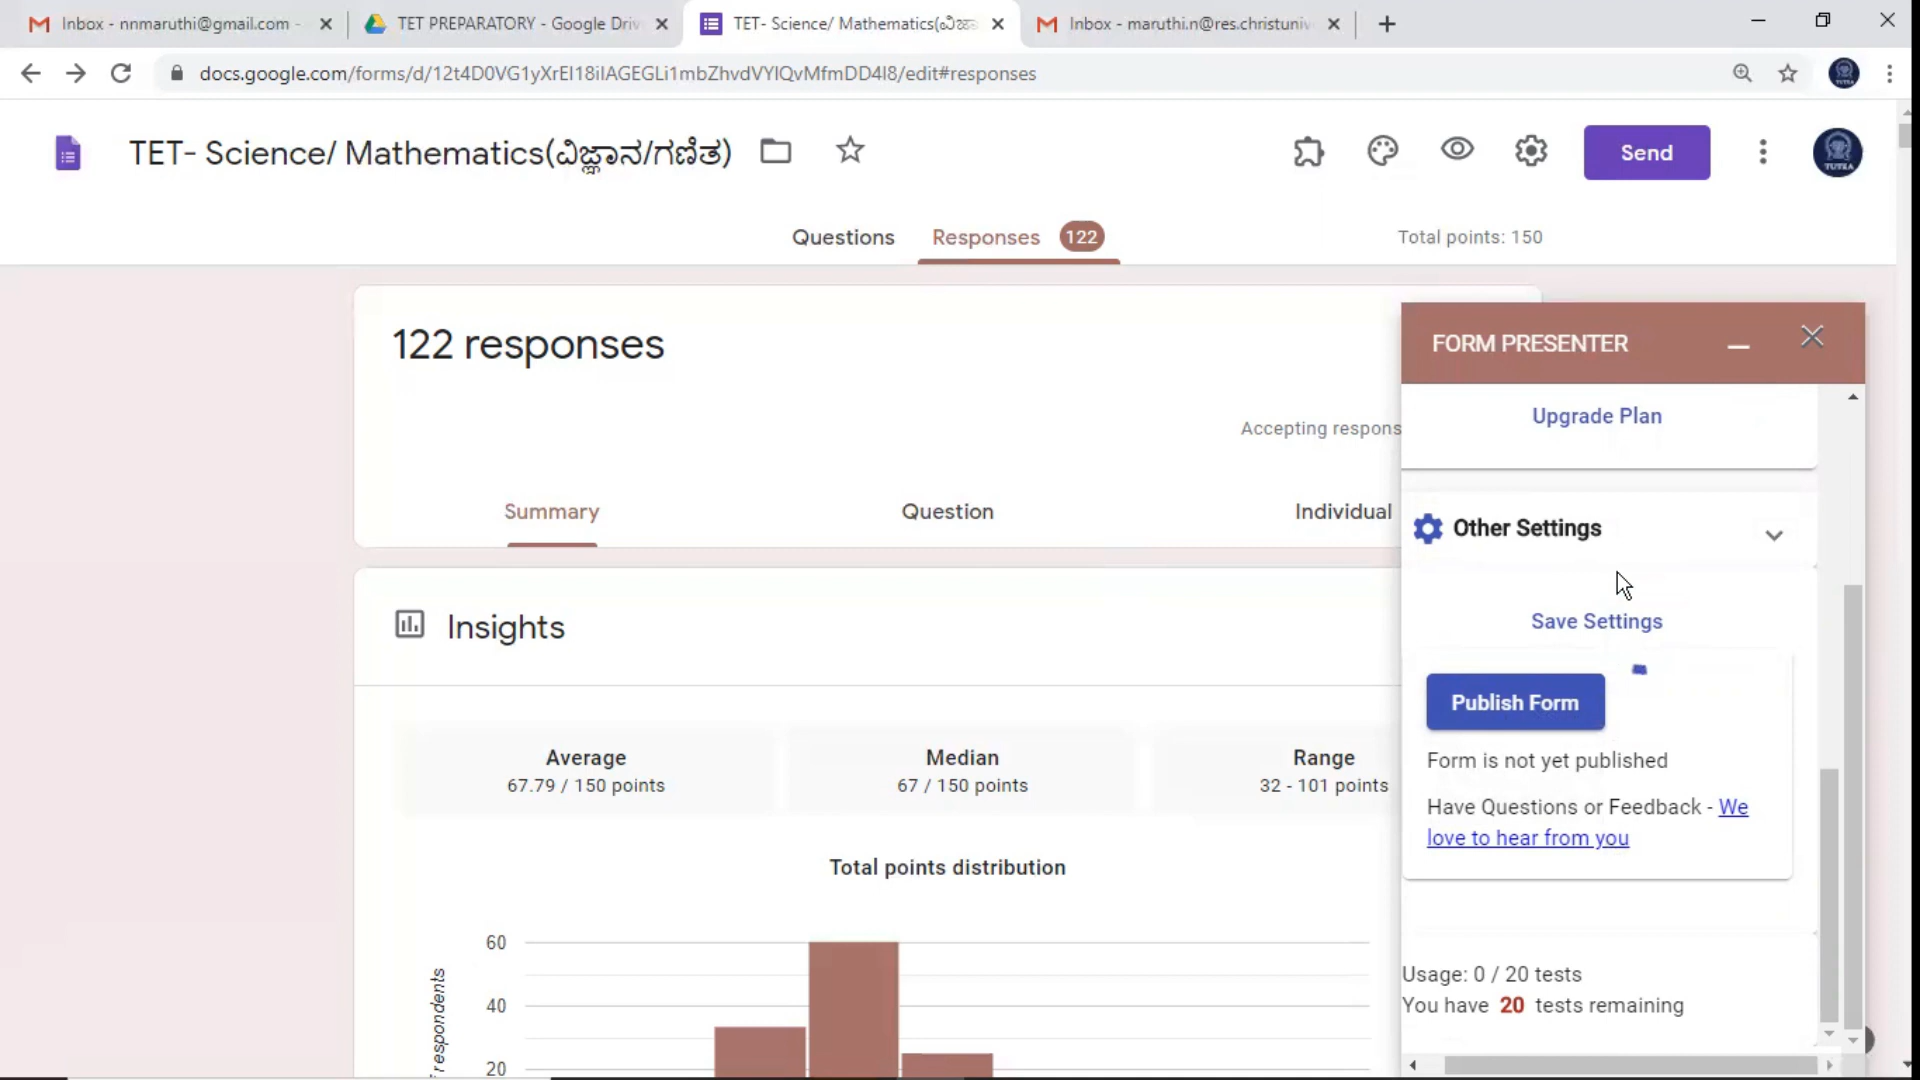 Inbox - nnmaruthi@gmail.com -
TET PREPARATORY - Google Driv
TET- Science/ Mathematics(ವಿಜ್ಞಾ
Inbox - maruthi.n@res.christuniv
docs.google.com/forms/d/12t4D0VG1yXrEI18iIAGEGLi1mbZhvdVYIQvMfmDD4I8/edit#responses
TET- Science/ Mathematics(ವಿಜ್ಞಾನ/ಗಣಿತ)
Send
Questions
Responses 122
Total points: 150
122 responses
Accepting respons
Summary
Question
Individual
Insights
Average
67.79 / 150 points
Median
67 / 150 points
Range
32 - 101 points
Total points distribution
60
40
20
respondents
FORM PRESENTER
Upgrade Plan
Other Settings
Save Settings
Publish Form
Form is not yet published
Have Questions or Feedback - We
love to hear from you
Usage: 0 / 20 tests
You have 20 tests remaining